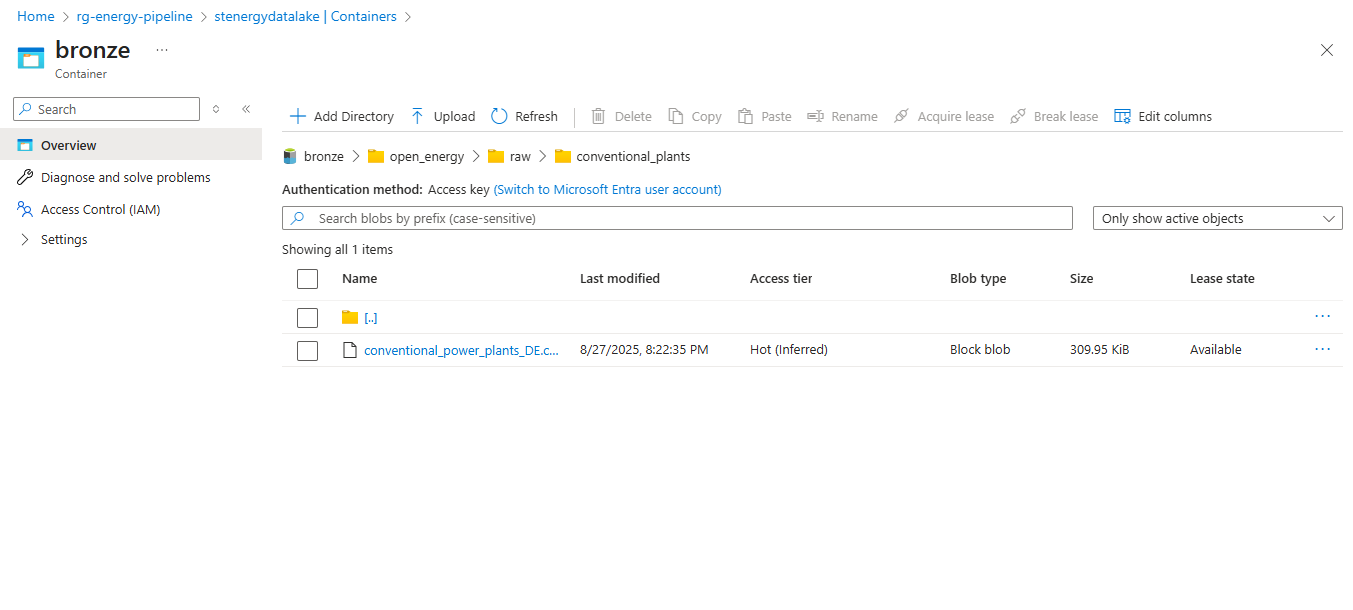 Home > rg-energy-pipeline > stenergydatalake | Containers >
bronze ...
Container
Search
Add Directory Upload Refresh Delete Copy Paste Rename Acquire lease Break lease Edit columns
Overview
Diagnose and solve problems
Access Control (IAM)
Settings
bronze > open_energy > raw > conventional_plants
Authentication method: Access key (Switch to Microsoft Entra user account)
Search blobs by prefix (case-sensitive)
Only show active objects
Showing all 1 items
Name Last modified Access tier Blob type Size Lease state
[..] ...
conventional_power_plants_DE.c... 8/27/2025, 8:22:35 PM Hot (Inferred) Block blob 309.95 KiB Available ...